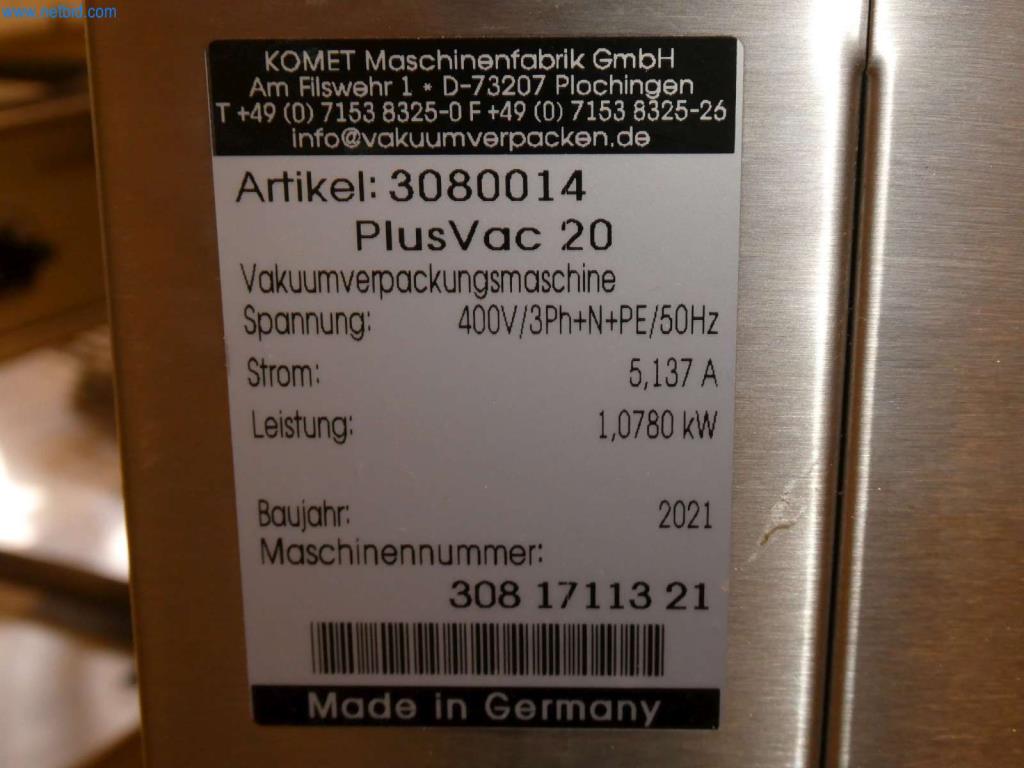 www.netbid.com
KOMET Maschinenfabrik GmbH
Am Filswehr 1 * D-73207 Plochingen
T +49 (0) 7153 8325-0 F +49 (0) 7153 8325-26
info@vakuumverpacken.de
Artikel: 3080014
PlusVac 20
Vakuumverpackungsmaschine
Spannung: 400V/3Ph+N+PE/50Hz
Strom: 5,137 A
Leistung: 1,0780 kW
Baujahr: 2021
Maschinennummer:
308 17113 21
Made in Germany